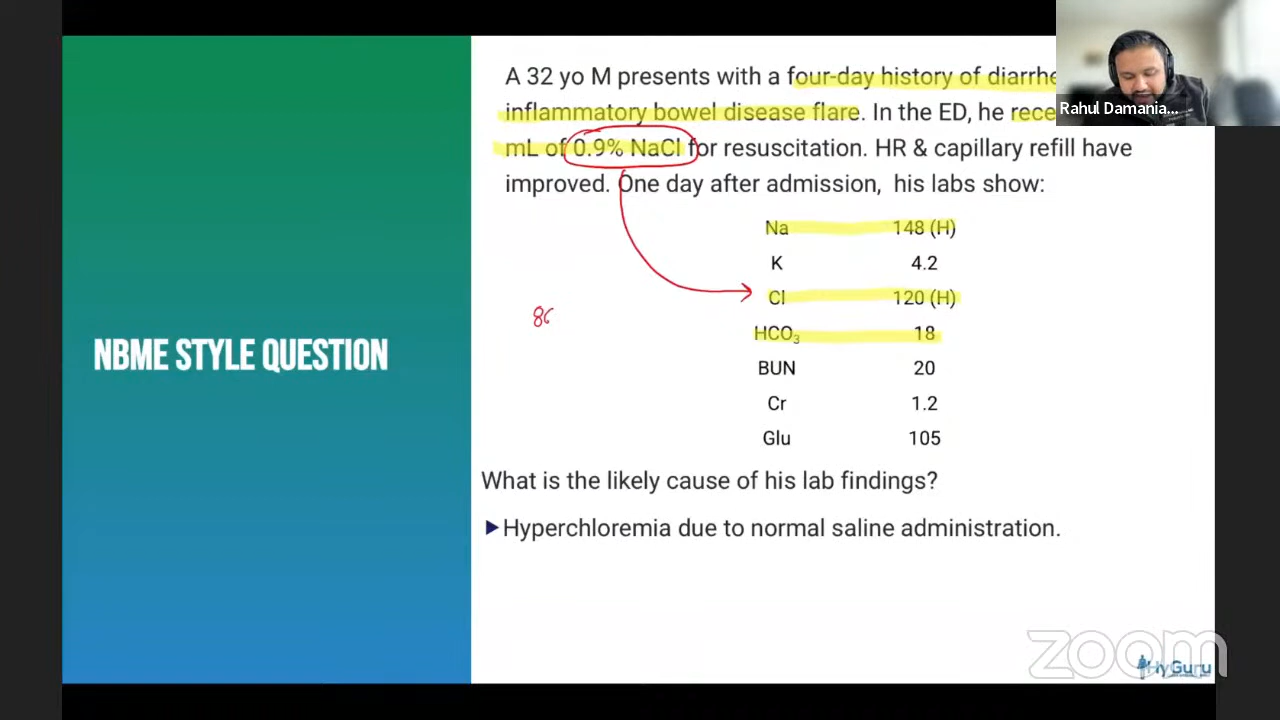 A 32 yo M presents with a four-day history of
inflammatory bowel disease flare. In the ED, he
mL of 0.9% NaCl for resuscitation. HR & capillary refill have
improved. One day after admission, his labs show:
Na 148 (H)
K 4.2
Cl 120 (H)
HCO₃ 18
BUN 20
Cr 1.2
Glu 105
86
NBME STYLE QUESTION
What is the likely cause of his lab findings?
Hyperchloremia due to normal saline administration.
Rahul Damania...
zoom
HyGuru